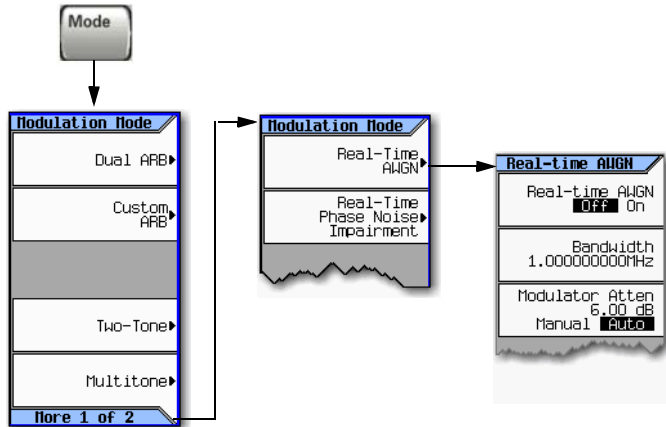 Mode
Modulation Mode
Dual ARB
Custom
ARB
Two-Tone
Multitone
More 1 of 2
Modulation Mode
Real-Time
AWGN
Real-Time
Phase Noise
Impairment
Real-time AWGN
Real-time AWGN
Off On
Bandwidth
1.000000000MHz
Modulator Atten
6.00 dB
Manual Auto